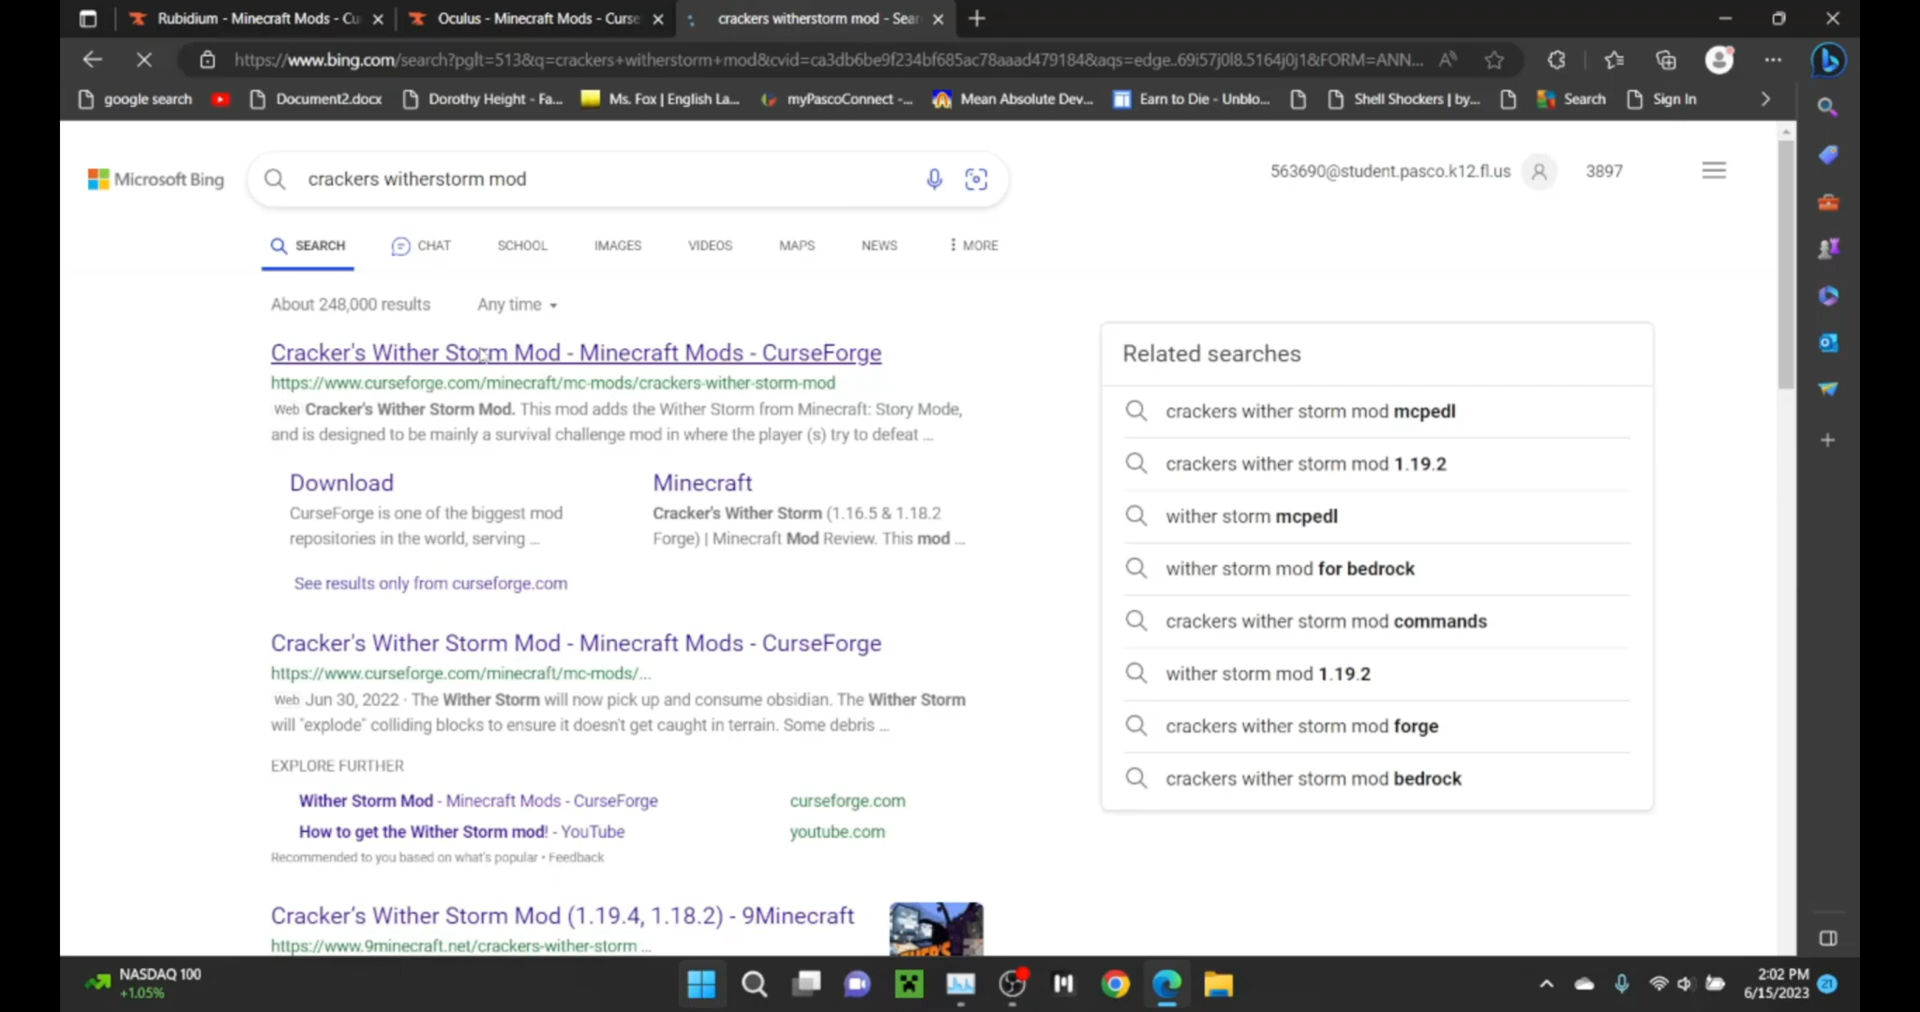 Rubidium - Minecraft Mods - Cu
Oculus - Minecraft Mods - Curse
crackers witherstorm mod - Sear
https://www.bing.com/search?pglt=513&q=crackers+witherstorm+mod&cvid=ca3db6be9f234bf685ac78aaad479184&aqs=edge..69i57j0l8.5164j0j1&FORM=ANN...
google search
Document2.docx
Dorothy Height - Fa...
Ms. Fox | English La...
myPascoConnect -...
Mean Absolute Dev...
Earn to Die - Unblo...
Shell Shockers | by...
Search
Sign In
Microsoft Bing
crackers witherstorm mod
563690@student.pasco.k12.fl.us
3897
SEARCH
CHAT
SCHOOL
IMAGES
VIDEOS
MAPS
NEWS
MORE
About 248,000 results
Any time
Cracker's Wither Storm Mod - Minecraft Mods - CurseForge
https://www.curseforge.com/minecraft/mc-mods/crackers-wither-storm-mod
Web Cracker's Wither Storm Mod. This mod adds the Wither Storm from Minecraft: Story Mode,
and is designed to be mainly a survival challenge mod in where the player (s) try to defeat ...
Download
CurseForge is one of the biggest mod
repositories in the world, serving ...
Minecraft
Cracker's Wither Storm (1.16.5 & 1.18.2
Forge) | Minecraft Mod Review. This mod ...
See results only from curseforge.com
Cracker's Wither Storm Mod - Minecraft Mods - CurseForge
https://www.curseforge.com/minecraft/mc-mods/...
Web Jun 30, 2022 · The Wither Storm will now pick up and consume obsidian. The Wither Storm
will "explode" colliding blocks to ensure it doesn't get caught in terrain. Some debris ...
EXPLORE FURTHER
Wither Storm Mod - Minecraft Mods - CurseForge
curseforge.com
How to get the Wither Storm mod! - YouTube
youtube.com
Recommended to you based on what's popular • Feedback
Cracker's Wither Storm Mod (1.19.4, 1.18.2) - 9Minecraft
https://www.9minecraft.net/crackers-wither-storm ...
Related searches
crackers wither storm mod mcpedl
crackers wither storm mod 1.19.2
wither storm mcpedl
wither storm mod for bedrock
crackers wither storm mod commands
wither storm mod 1.19.2
crackers wither storm mod forge
crackers wither storm mod bedrock
NASDAQ 100
+1.05%
2:02 PM
6/15/2023
21